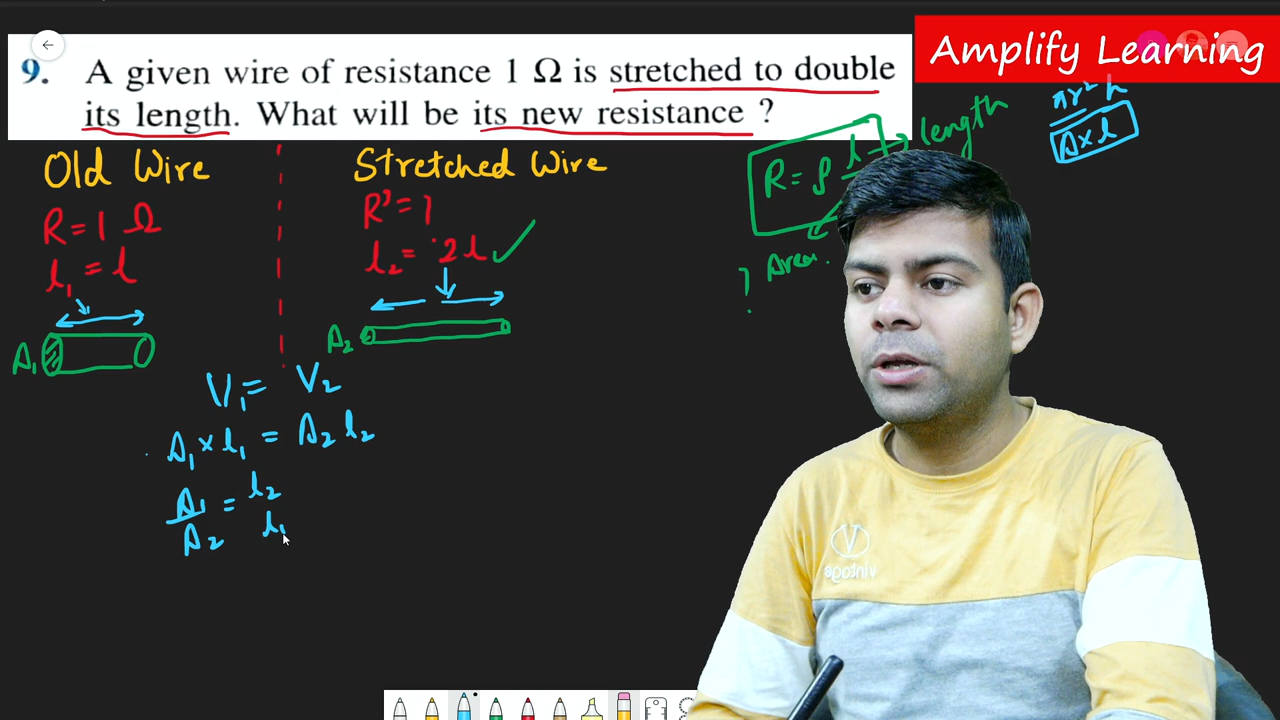 Amplify Learning
9. A given wire of resistance 1 Ω is stretched to double
its length. What will be its new resistance ?
Old Wire
R = 1 Ω
l₁ = l
A₁
Stretched Wire
R' = ?
l₂ = 2l
A₂
V₁ = V₂
A₁ × l₁ = A₂ l₂
A₁/A₂ = l₂
l₁
R = ρ l
length
? Area.
πr² h
A × l
vintage